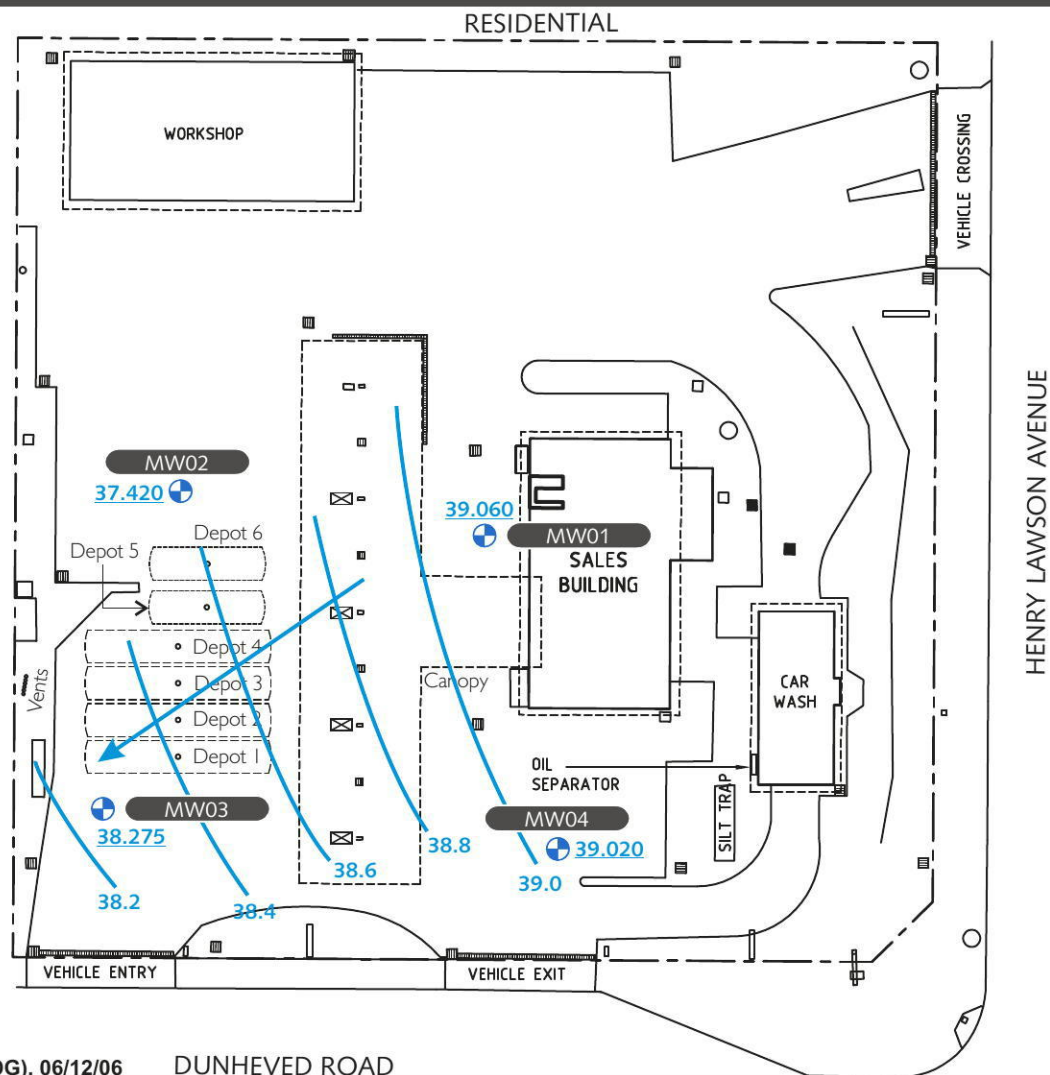 RESIDENTIAL
WORKSHOP
VEHICLE CROSSING
HENRY LAWSON AVENUE
MW02
37.420
39.060
MW01
SALES
BUILDING
Depot 6
Depot 5
Depot 4
Depot 3
Depot 2
Depot 1
Vents
Canopy
CAR
WASH
OIL
SEPARATOR
SILT TRAP
MW03
38.275
MW04
39.020
38.8
38.6
39.0
38.2
38.4
VEHICLE ENTRY
VEHICLE EXIT
06/12/06
DUNHEVED ROAD